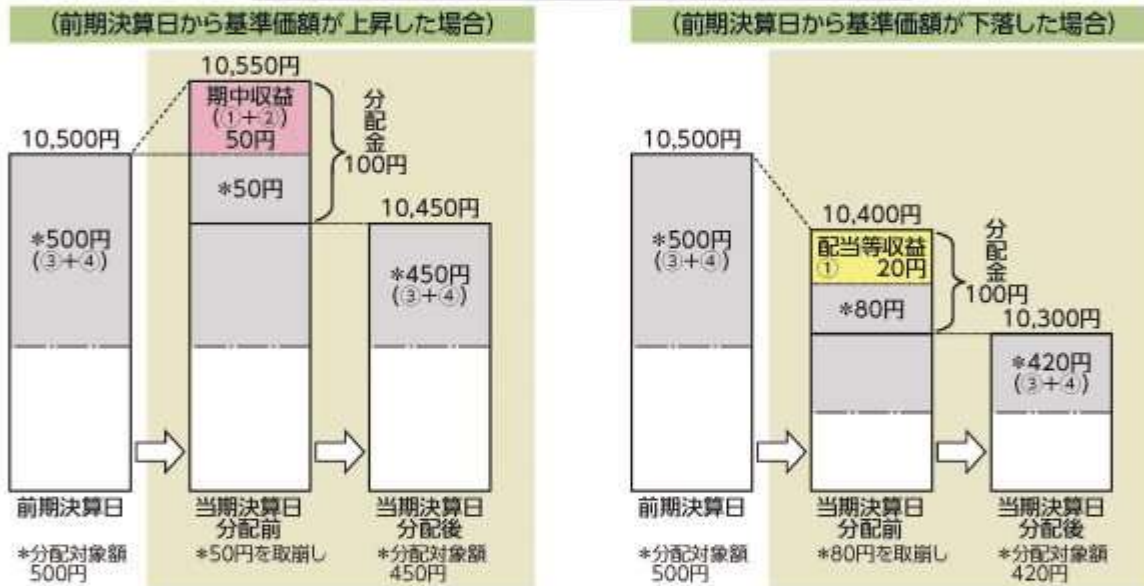 (前期決算日から基準価額が上昇した場合)
10,550円
期中収益
(①+②)
50円
分配金
100円
10,500円
*50円
10,450円
*500円
(③+④)
*450円
(③+④)
前期決算日
当期決算日
分配前
当期決算日
分配後
*分配対象額
500円
*50円を取崩し
*分配対象額
450円
(前期決算日から基準価額が下落した場合)
10,500円
10,400円
*500円
(③+④)
配当等収益
① 20円
分配金
100円
*80円
10,300円
*420円
(③+④)
前期決算日
当期決算日
分配前
当期決算日
分配後
*分配対象額
500円
*80円を取崩し
*分配対象額
420円